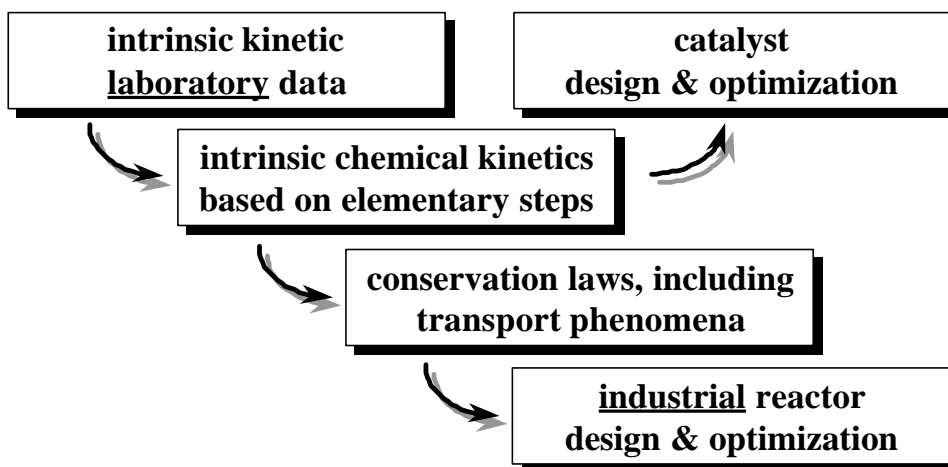 intrinsic kinetic
laboratory data
catalyst
design & optimization
intrinsic chemical kinetics
based on elementary steps
conservation laws, including
transport phenomena
industrial reactor
design & optimization